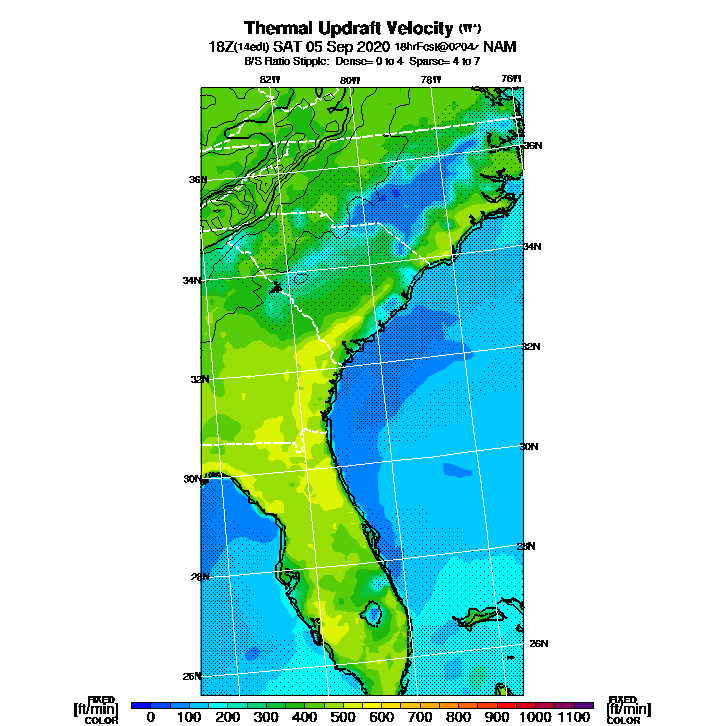 Thermal Updraft Velocity
18Z(14edt) SAT 05 Sep 2020 18hrFcst@0204z NAM
B/S Ratio Stipple: Dense= 0 to 4 Sparse= 4 to 7
82W 80W 78W 76W
36N
36N
34N
34N
32N
32N
30N
30N
28N
28N
26N
26N
FIXED FIXED
[ft/min] [ft/min]
COLOR 0 100 200 300 400 500 600 700 800 900 1000 1100 COLOR